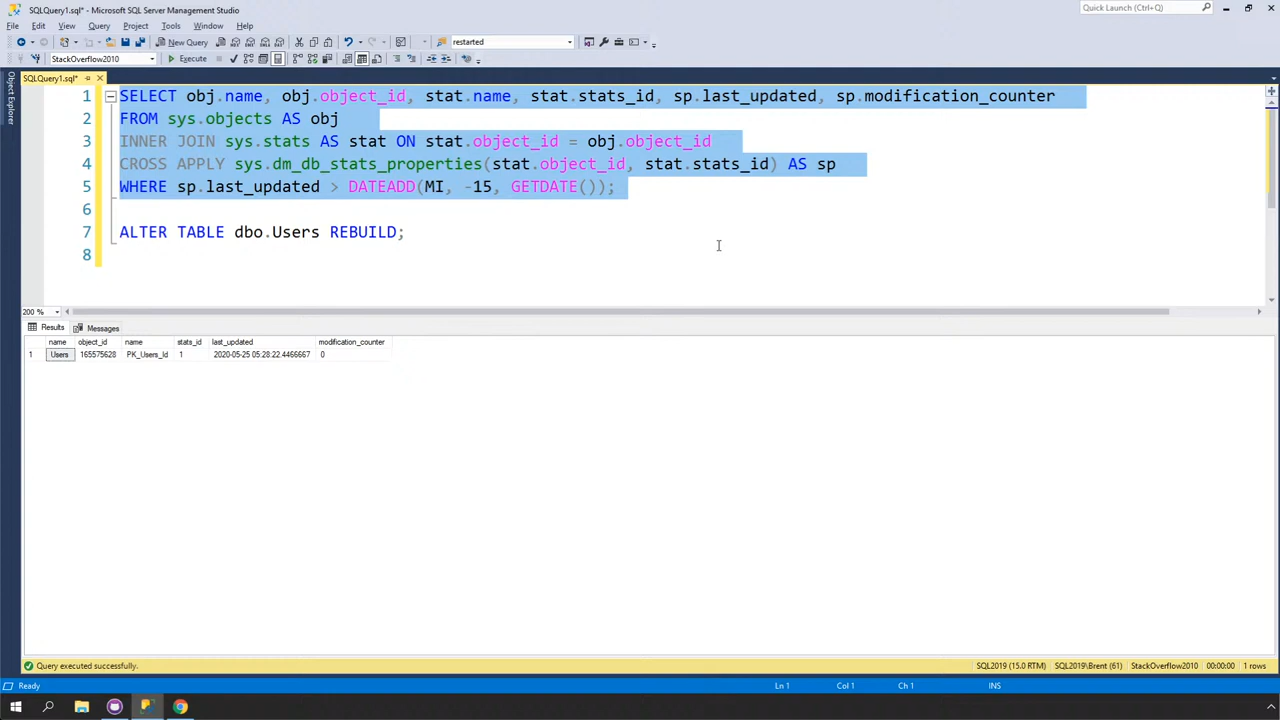 SQLQuery1.sql* - Microsoft SQL Server Management Studio
Quick Launch (Ctrl+Q)
File Edit View Query Project Tools Window Help
New Query
restarted
StackOverflow2010
Execute
SQLQuery1.sql*
Object Explorer
1 SELECT obj.name, obj.object_id, stat.name, stat.stats_id, sp.last_updated, sp.modification_counter
2 FROM sys.objects AS obj
3 INNER JOIN sys.stats AS stat ON stat.object_id = obj.object_id
4 CROSS APPLY sys.dm_db_stats_properties(stat.object_id, stat.stats_id) AS sp
5 WHERE sp.last_updated > DATEADD(MI, -15, GETDATE());
6
7 ALTER TABLE dbo.Users REBUILD;
8
200 %
Results Messages
name object_id name stats_id last_updated modification_counter
1 Users 165575628 PK_Users_Id 1 2020-05-25 05:28:22.4466667 0
Query executed successfully.
SQL2019 (15.0 RTM) SQL2019\Brent (61) StackOverflow2010 00:00:00 1 rows
Ready Ln 1 Col 1 Ch 1 INS